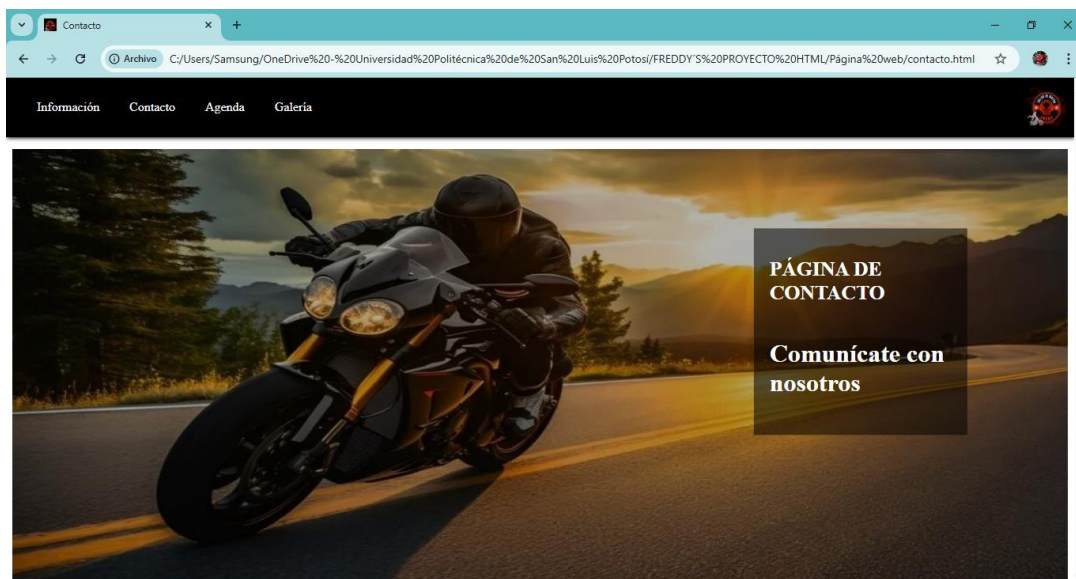 Contacto
Archivo C:/Users/Samsung/OneDrive%20-%20Universidad%20Politécnica%20de%20San%20Luis%20Potosí/FREDDY´S%20PROYECTO%20HTML/Página%20web/contacto.html
Información Contacto Agenda Galería
PÁGINA DE
CONTACTO
Comunícate con
nosotros